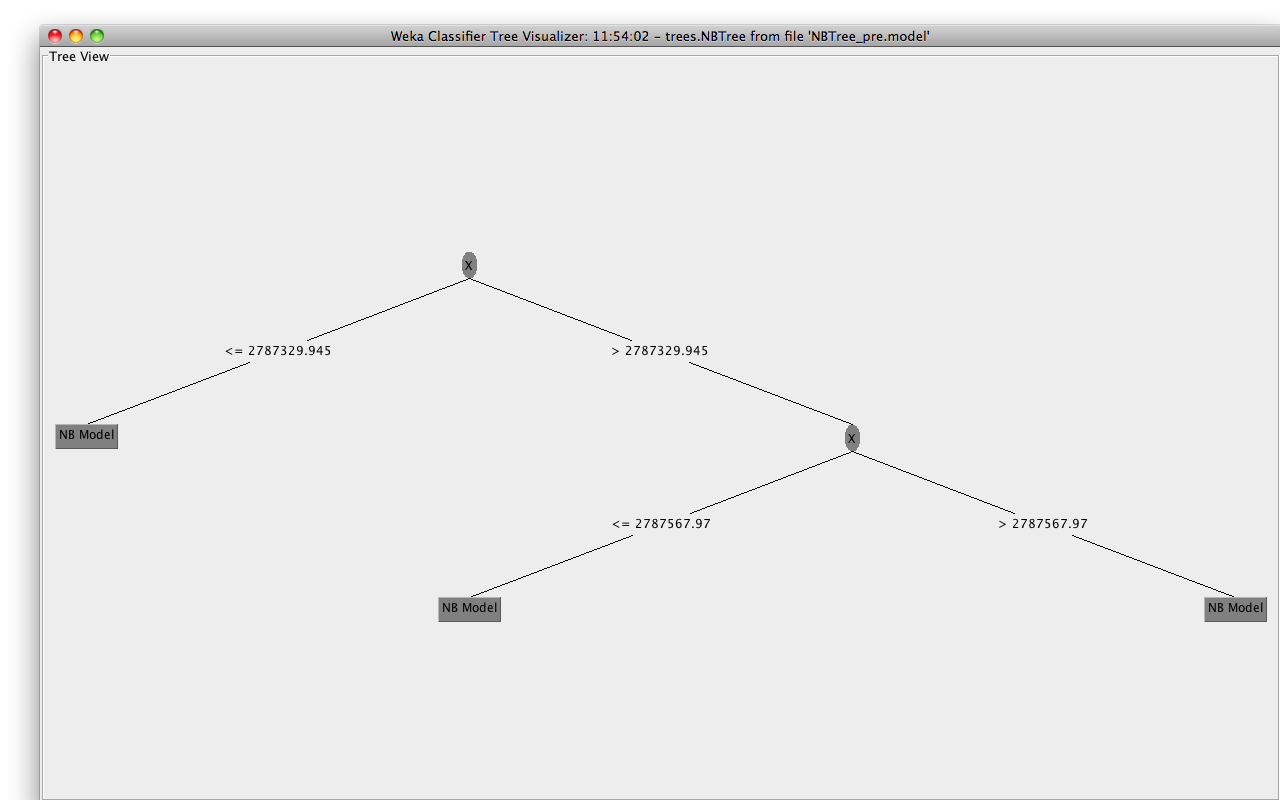 Weka Classifier Tree Visualizer: 11:54:02 - trees.NBTree from file 'NBTree_pre.model'
Tree View
X
<= 2787329.945
> 2787329.945
NB Model
X
<= 2787567.97
> 2787567.97
NB Model
NB Model